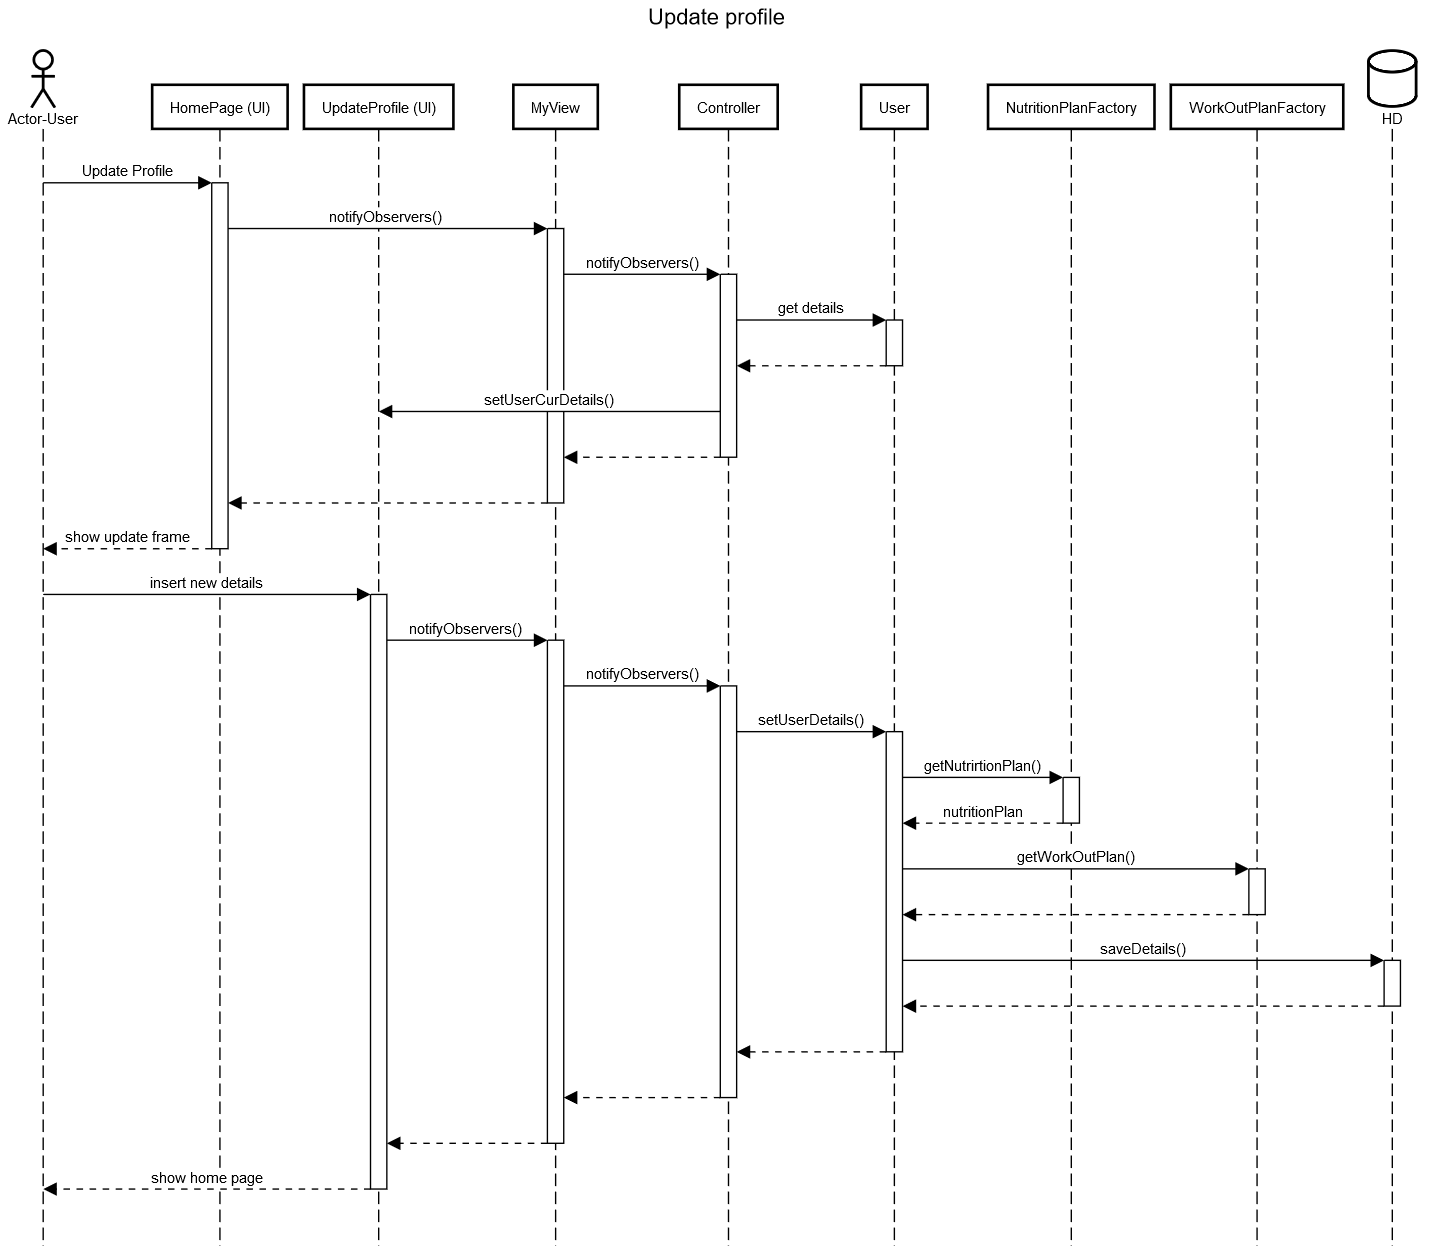 Update profile
Actor-User
HomePage (UI)
UpdateProfile (UI)
MyView
Controller
User
NutritionPlanFactory
WorkOutPlanFactory
HD
Update Profile
notifyObservers()
notifyObservers()
get details
setUserCurDetails()
show update frame
insert new details
notifyObservers()
notifyObservers()
setUserDetails()
getNutrirtionPlan()
nutritionPlan
getWorkOutPlan()
saveDetails()
show home page